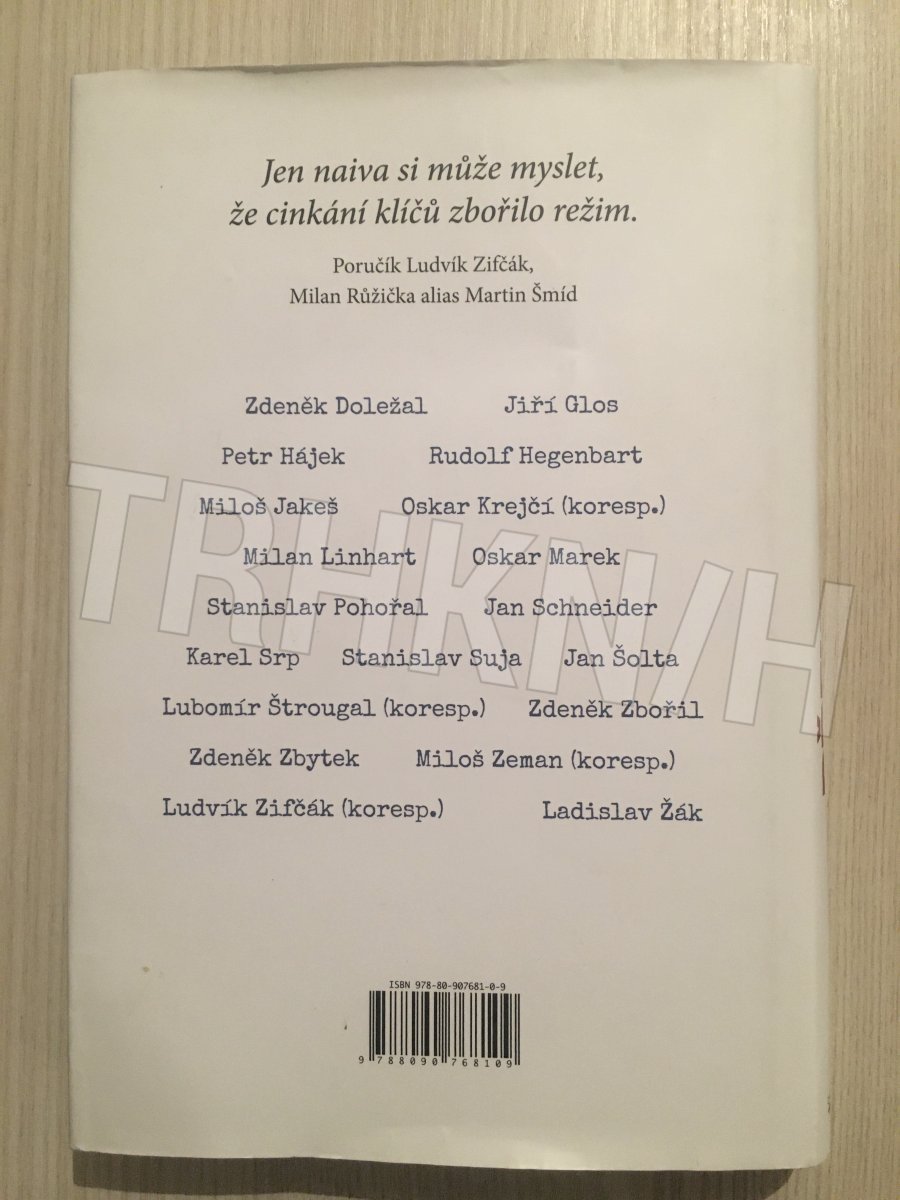 Jen naiva si může myslet,
že cinkání klíčů zbořilo režim.
Poručík Ludvík Zifčák,
Milan Růžička alias Martin Šmíd
Zdeněk Doležal Jiří Glos
Petr Hájek Rudolf Hegenbart
Miloš Jakeš Oskar Krejčí (koresp.)
Milan Linhart Oskar Marek
Stanislav Pohořal Jan Schneider
Karel Srp Stanislav Suja Jan Šolta
Lubomír Štrougal (koresp.) Zdeněk Zbořil
Zdeněk Zbytek Miloš Zeman (koresp.)
Ludvík Zifčák (koresp.) Ladislav Žák
TRHKN/H
ISBN 978-80-907681-0-9
9 788090 768109